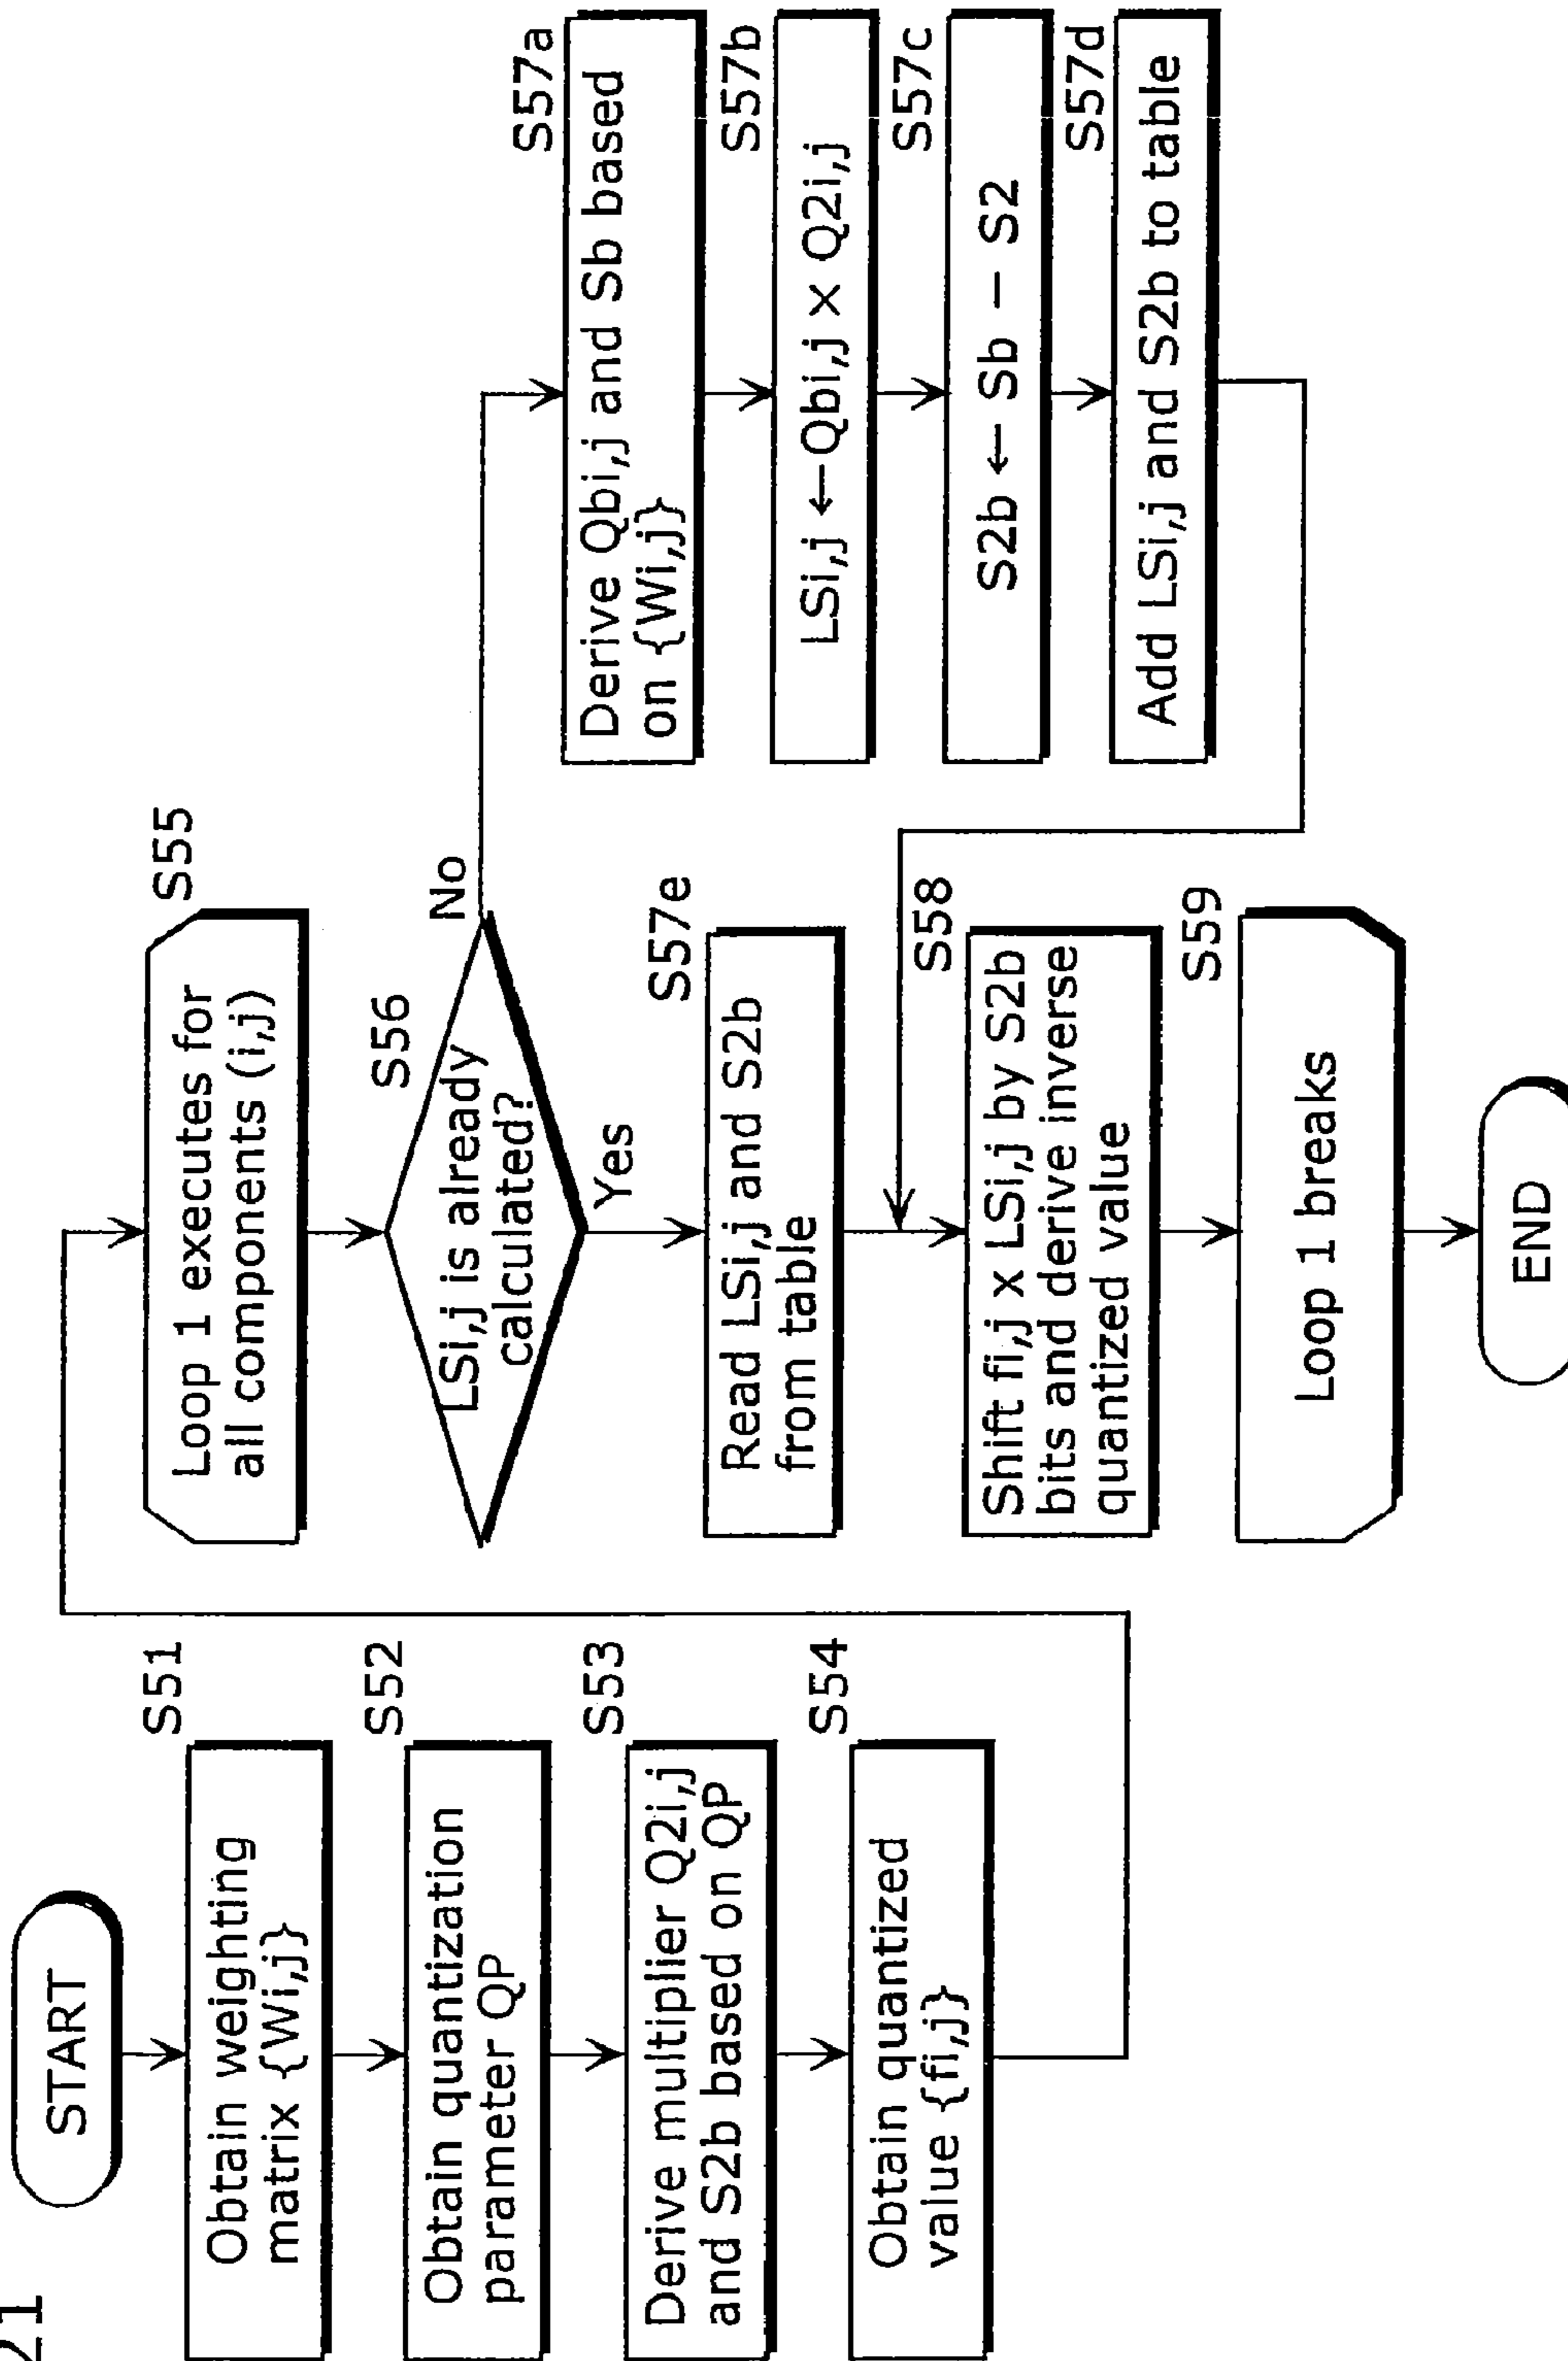 21
START
S51
Obtain weighting
matrix {Wi,j}
S52
Obtain quantization
parameter QP
S53
Derive multiplier Q2i,j
and S2b based on QP
S54
Obtain quantized
value {fi,j}
S55
Loop 1 executes for
all components (i,j)
S56
LSi,j is already
calculated?
No
Yes
S57e
Read LSi,j and S2b
from table
S58
Shift fi,j x LSi,j by S2b
bits and derive inverse
quantized value
S59
Loop 1 breaks
END
S57a
Derive Qbi,j and Sb based
on {Wi,j}
S57b
LSi,j ←Qbi,j × Q2i,j
S57c
S2b ← Sb − S2
S57d
Add LSi,j and S2b to table